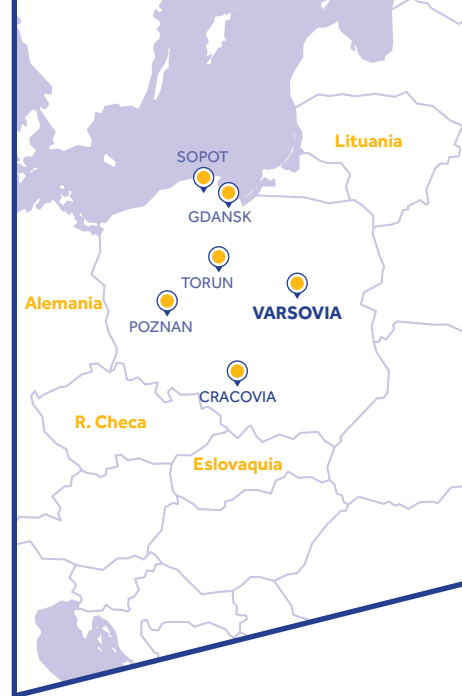 Lituania
SOPOT
GDANSK
TORUN
VARSOVIA
Alemania
POZNAN
CRACOVIA
R. Checa
Eslovaquia